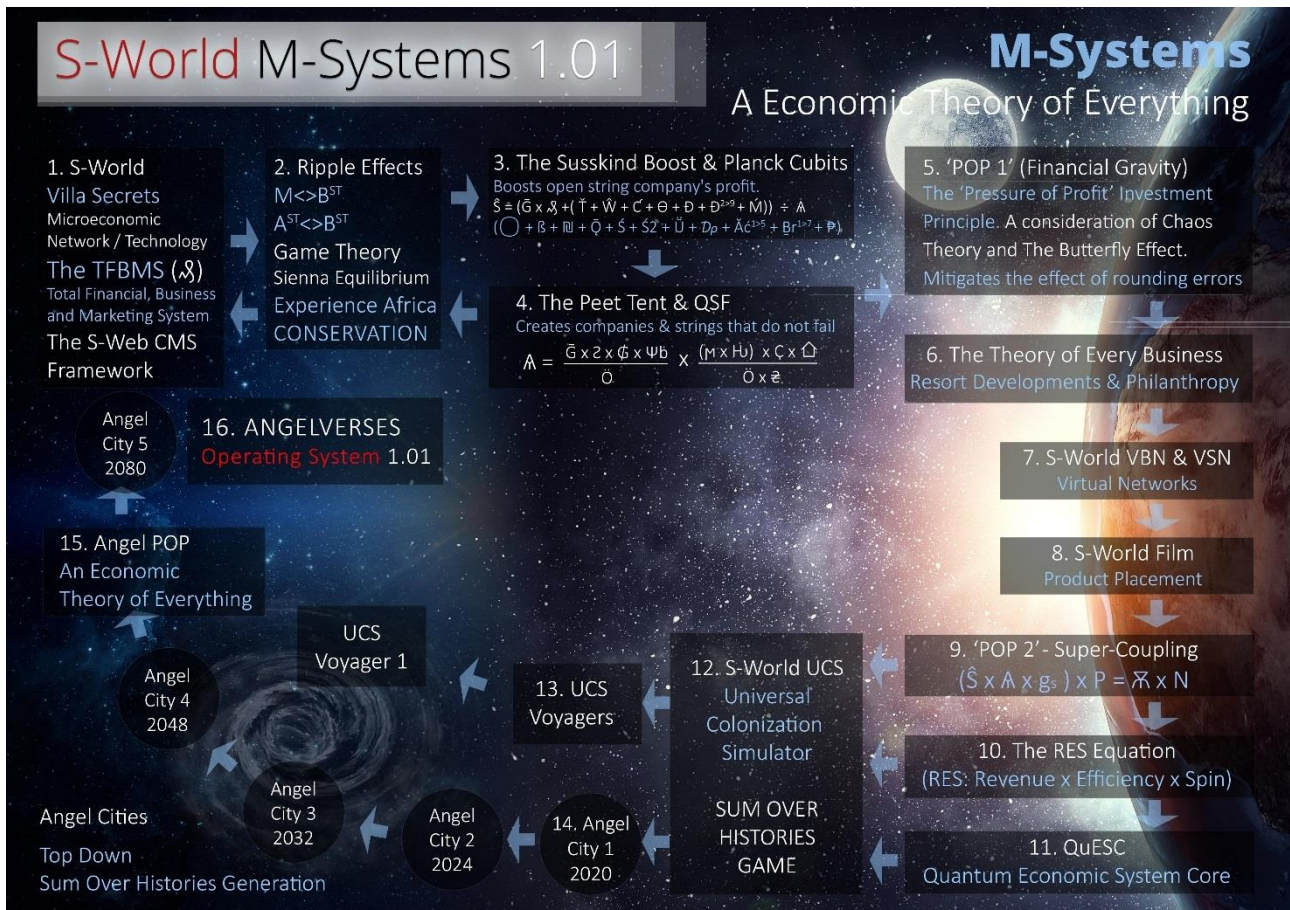 S-World M-Systems 1.01
M-Systems
A Economic Theory of Everything
1. S-World
Villa Secrets
Microeconomic
Network / Technology
The TFBMS (
Total Financial, Business
and Marketing System
The S-Web CMS
Framework
2. Ripple Effects
M<>Bˢᵀ
Aˢᵀ<>Bˢᵀ
Game Theory
Sienna Equilibrium
Experience Africa
CONSERVATION
3. The Susskind Boost & Planck Cubits
Boosts open string company's profit.
4. The Peet Tent & QSF
Creates companies & strings that do not fail
5. ‘POP 1’ (Financial Gravity)
The ‘Pressure of Profit’ Investment
Principle. A consideration of Chaos
Theory and The Butterfly Effect.
Mitigates the effect of rounding errors
6. The Theory of Every Business
Resort Developments & Philanthropy
7. S-World VBN & VSN
Virtual Networks
8. S-World Film
Product Placement
9. ‘POP 2’- Super-Coupling
10. The RES Equation
(RES: Revenue x Efficiency x Spin)
11. QuESC
Quantum Economic System Core
12. S-World UCS
Universal
Colonization
Simulator
SUM OVER
HISTORIES
GAME
13. UCS
Voyagers
UCS
Voyager 1
14. Angel
City 1
2020
Angel
City 2
2024
Angel
City 3
2032
Angel
City 4
2048
15. Angel POP
An Economic
Theory of Everything
Angel
City 5
2080
16. ANGELVERSES
Operating System 1.01
Angel Cities
Top Down
Sum Over Histories Generation